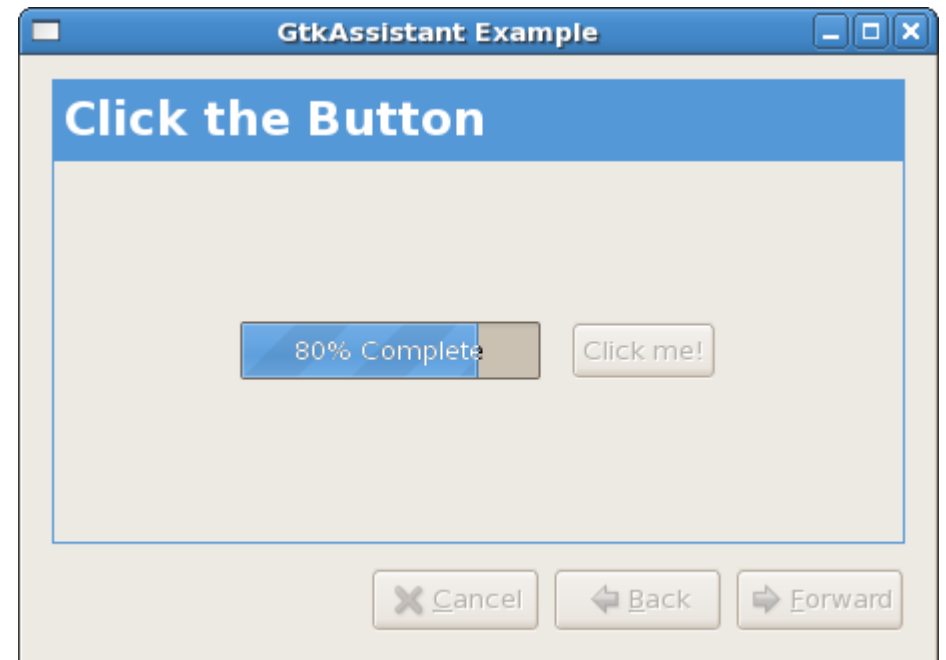 GtkAssistant Example
Click the Button
80% Complete
Click me!
Cancel
Back
Forward